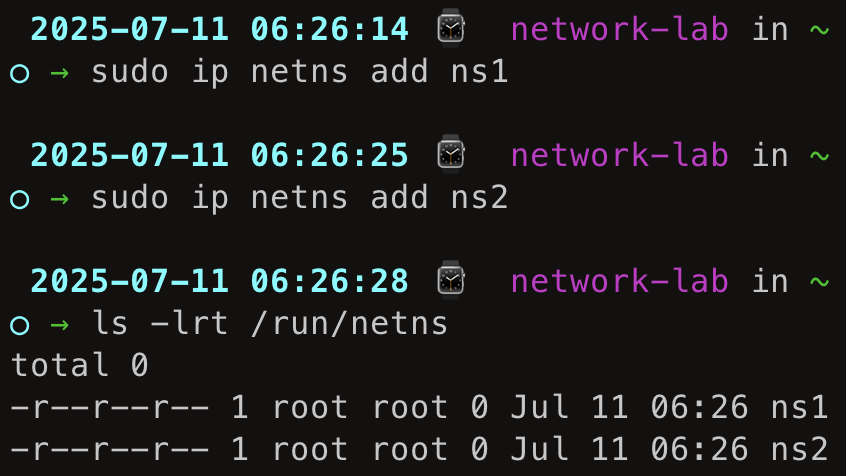 2025-07-11 06:26:14 ⌚ network-lab in ~
○ → sudo ip netns add ns1
2025-07-11 06:26:25 ⌚ network-lab in ~
○ → sudo ip netns add ns2
2025-07-11 06:26:28 ⌚ network-lab in ~
○ → ls -lrt /run/netns
total 0
-r--r--r-- 1 root root 0 Jul 11 06:26 ns1
-r--r--r-- 1 root root 0 Jul 11 06:26 ns2